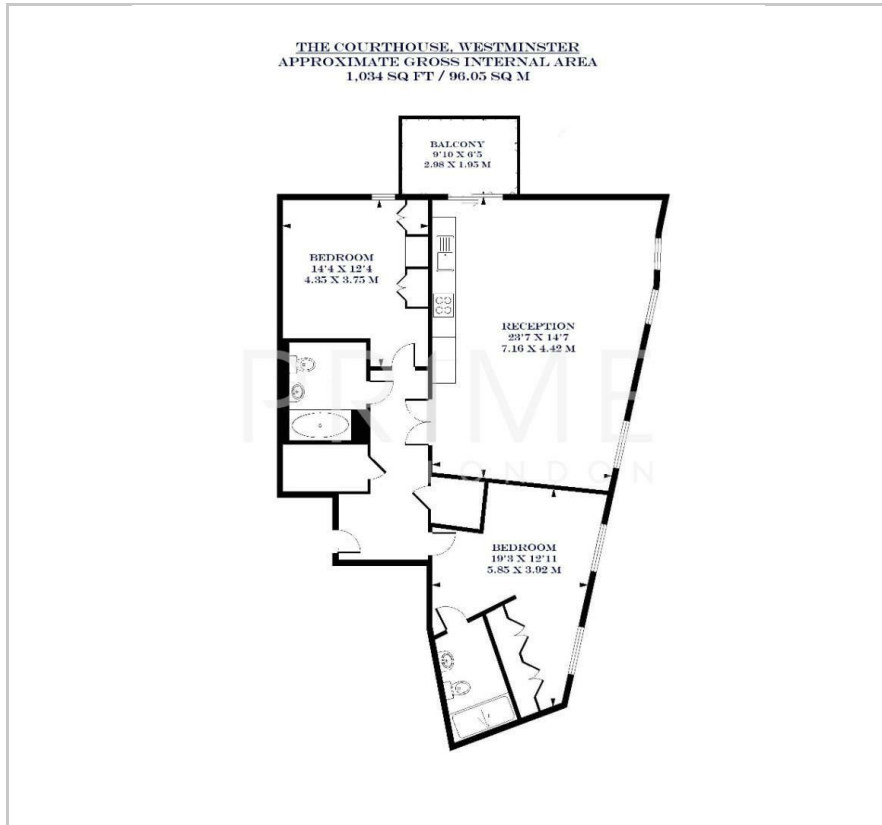 THE COURTHOUSE, WESTMINSTER
APPROXIMATE GROSS INTERNAL AREA
1,034 SQ FT / 96.05 SQ M
BALCONY
9'10 X 6'5
2.98 X 1.95 M
BEDROOM
14'4 X 12'4
4.35 X 3.75 M
RECEPTION
23'7 X 14'7
7.16 X 4.42 M
PRIME
LONDON
BEDROOM
19'3 X 12'11
5.85 X 3.92 M